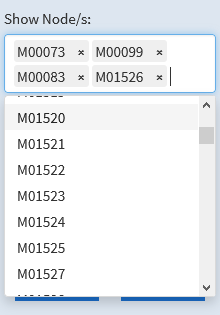 Show Node/s:
M00073 × M00099 ×
M00083 × M01526 ×
M01520
M01521
M01522
M01523
M01524
M01525
M01527